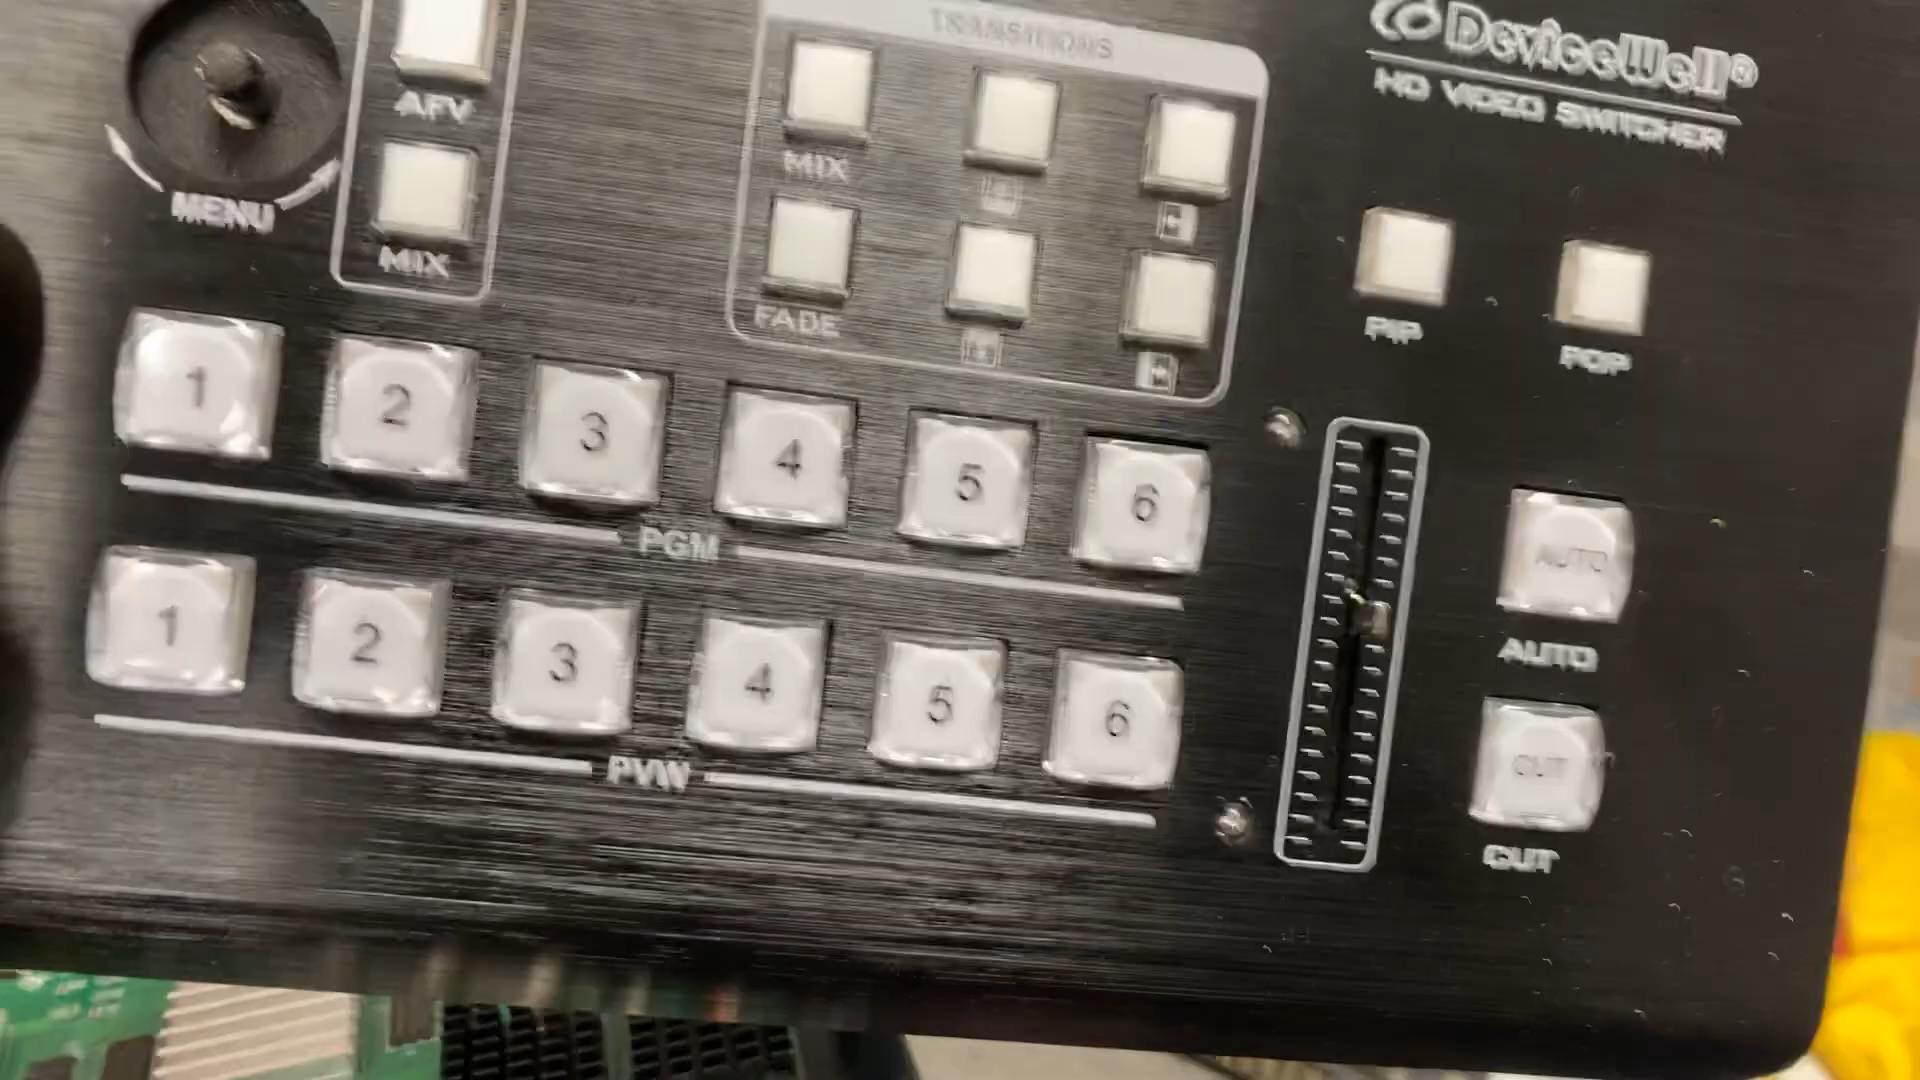 TRANSITIONS
DeviceWell®
HD VIDEO SWITCHER
AFV
MIX
MENU
MIX
FADE
PIP
POP
1 2 3 4 5 6
PGM
AUTO
AUTO
1 2 3 4 5 6
PVW
CUT
CUT